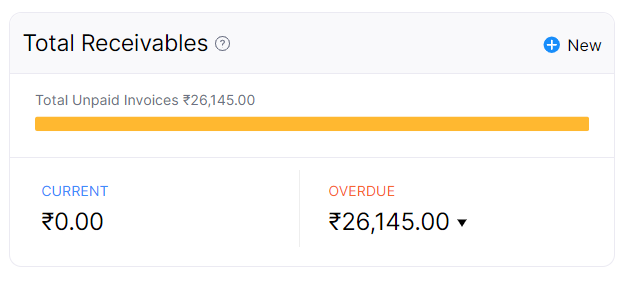 Total Receivables ?
New
Total Unpaid Invoices ₹26,145.00
CURRENT
₹0.00
OVERDUE
₹26,145.00